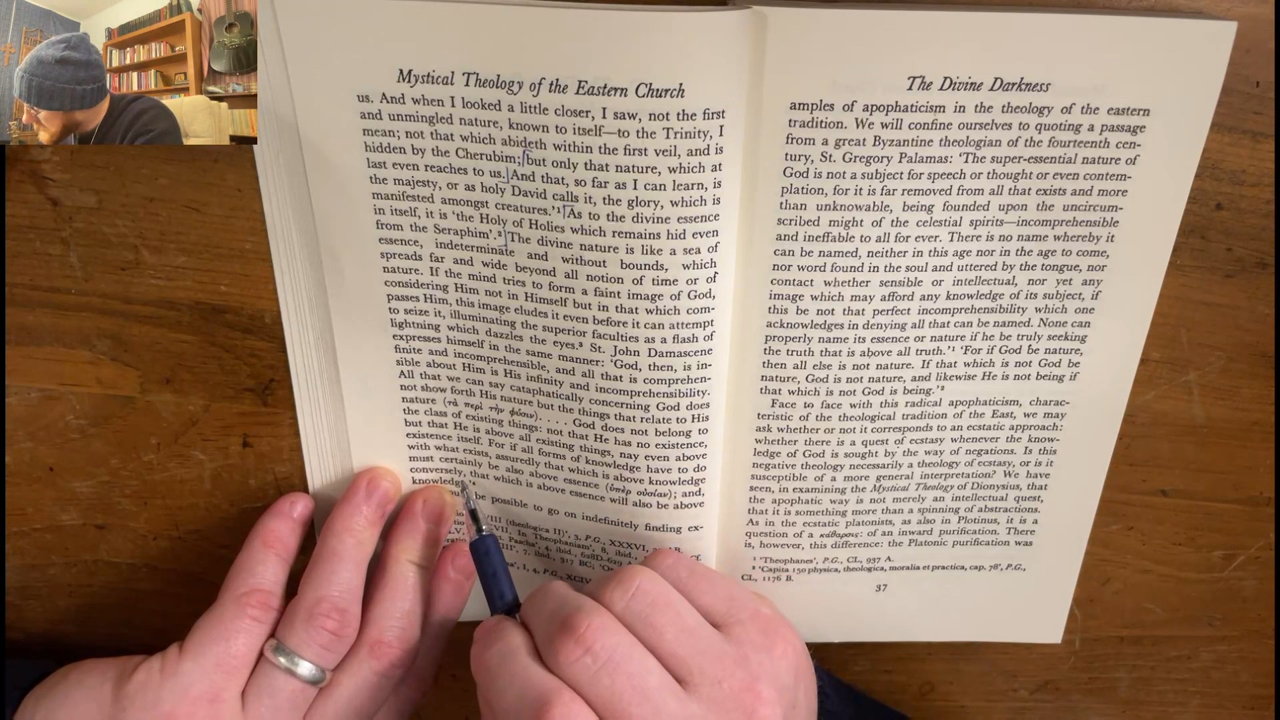 Mystical Theology of the Eastern Church
us. And when I looked a little closer, I saw, not the first
and unmingled nature, known to itself—to the Trinity, I
mean; not that which abideth within the first veil, and is
hidden by the Cherubim; but only that nature, which at
last even reaches to us. And that, so far as I can learn, is
the majesty, or as holy David calls it, the glory, which is
manifested amongst creatures.'¹ As to the divine essence
in itself, it is 'the Holy of Holies which remains hid even
from the Seraphim'.² The divine nature is like a sea of
essence, indeterminate and without bounds, which
spreads far and wide beyond all notion of time or of
nature. If the mind tries to form a faint image of God,
considering Him not in Himself but in that which com-
passes Him, this image eludes it even before it can attempt
to seize it, illuminating the superior faculties as a flash of
lightning which dazzles the eyes.³ St. John Damascene
expresses himself in the same manner: 'God, then, is in-
finite and incomprehensible, and all that is comprehen-
sible about Him is His infinity and incomprehensibility.
All that we can say cataphatically concerning God does
not show forth His nature but the things that relate to His
nature (τὰ περὶ τὴν φύσιν). . . . God does not belong to
the class of existing things: not that He has no existence,
but that He is above all existing things, nay even above
existence itself. For if all forms of knowledge have to do
with what exists, assuredly that which is above knowledge
must certainly be also above essence (ὑπὲρ οὐσίαν); and,
conversely, that which is above essence will also be above
knowledge.'⁴
be possible to go on indefinitely finding ex-
VIII (theologica II)', 3, P.G., XXXVI,
LV, VII. In Theophaniem', 8, ibid.,
Pascha', 4, ibid., 628D-629
III', 7, ibid., 317 BC; 'Or
I, 4, P.G., XCIV
The Divine Darkness
amples of apophaticism in the theology of the eastern
tradition. We will confine ourselves to quoting a passage
from a great Byzantine theologian of the fourteenth cen-
tury, St. Gregory Palamas: 'The super-essential nature of
God is not a subject for speech or thought or even contem-
plation, for it is far removed from all that exists and more
than unknowable, being founded upon the uncircum-
scribed might of the celestial spirits—incomprehensible
and ineffable to all for ever. There is no name whereby it
can be named, neither in this age nor in the age to come,
nor word found in the soul and uttered by the tongue, nor
contact whether sensible or intellectual, nor yet any
image which may afford any knowledge of its subject, if
this be not that perfect incomprehensibility which one
acknowledges in denying all that can be named. None can
properly name its essence or nature if he be truly seeking
the truth that is above all truth.'¹ 'For if God be nature,
then all else is not nature. If that which is not God be
nature, God is not nature, and likewise He is not being if
that which is not God is being.'²
Face to face with this radical apophaticism, charac-
teristic of the theological tradition of the East, we may
ask whether or not it corresponds to an ecstatic approach:
whether there is a quest of ecstasy whenever the know-
ledge of God is sought by the way of negations. Is this
negative theology necessarily a theology of ecstasy, or is it
susceptible of a more general interpretation? We have
seen, in examining the Mystical Theology of Dionysius, that
the apophatic way is not merely an intellectual quest,
that it is something more than a spinning of abstractions.
As in the ecstatic platonists, as also in Plotinus, it is a
question of a κάθαρσις: of an inward purification. There
is, however, this difference: the Platonic purification was
¹ 'Theophanes', P.G., CL, 937 A.
² 'Capita 150 physica, theologica, moralia et practica, cap. 78', P.G.,
CL, 1176 B.
37